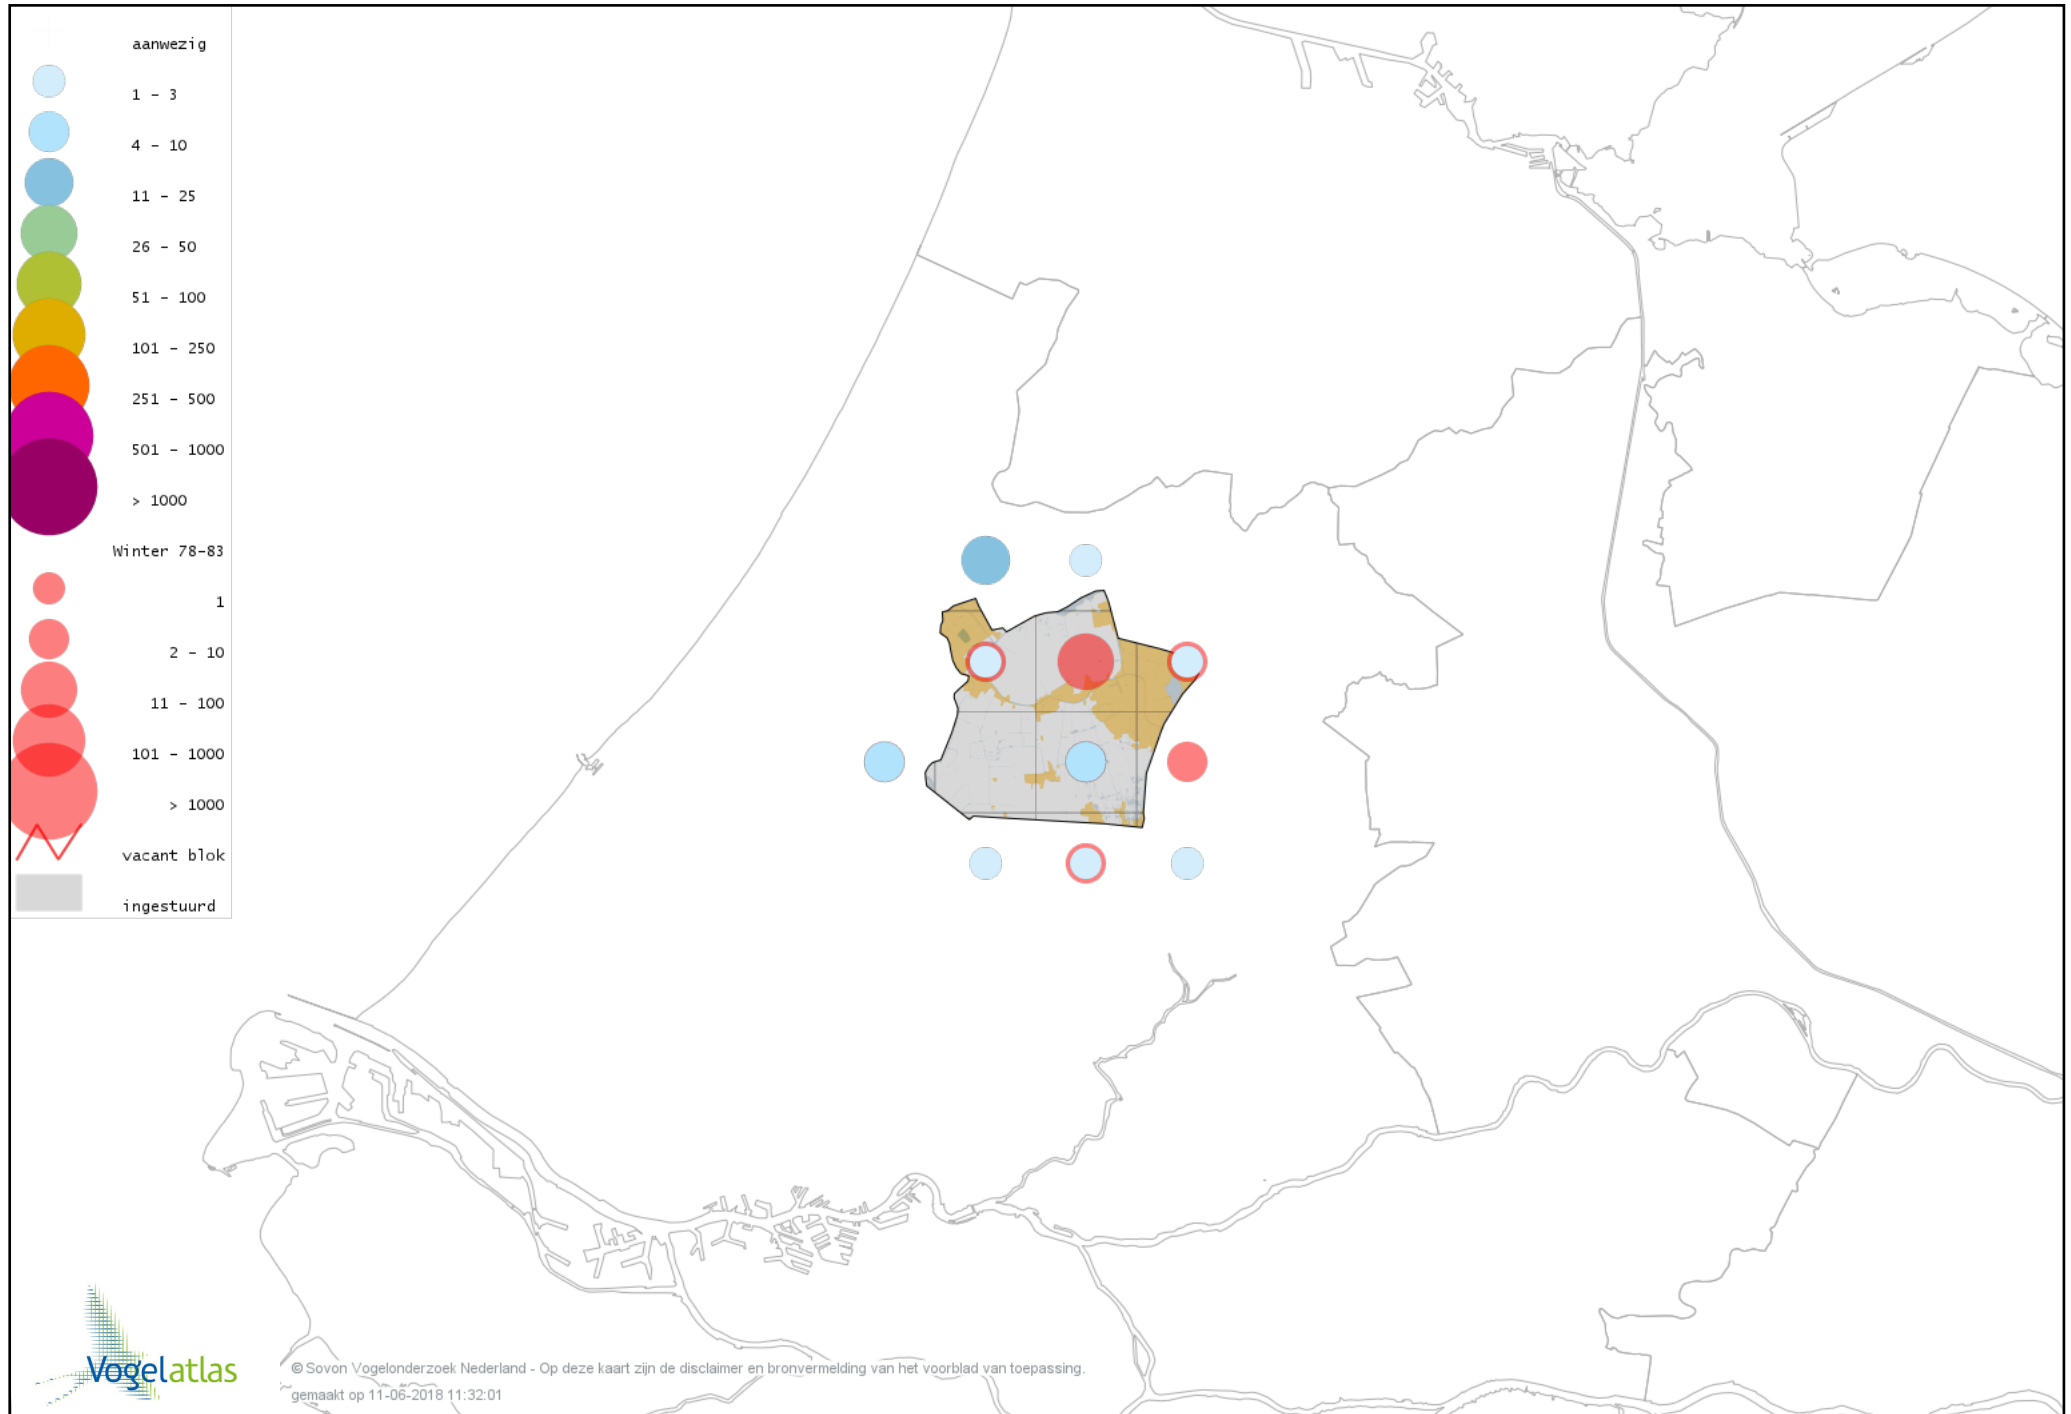 aanwezig
1 - 3
4 - 10
11 - 25
26 - 50
51 - 100
101 - 250
251 - 500
501 - 1000
> 1000
Winter 78-83
1
2 - 10
11 - 100
101 - 1000
> 1000
vacant blok
ingestuurd
Vogelatlas
© Sovon Vogelonderzoek Nederland - Op deze kaart zijn de disclaimer en bronvermelding van het voorblad van toepassing.
gemaakt op 11-06-2018 11:32:01